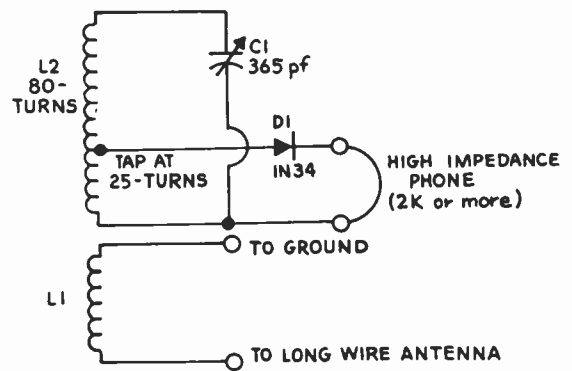 L2
80-
TURNS
C1
365 pf
D1
1N34
TAP AT
25-TURNS
HIGH IMPEDANCE
PHONE
(2K or more)
TO GROUND
L1
TO LONG WIRE ANTENNA